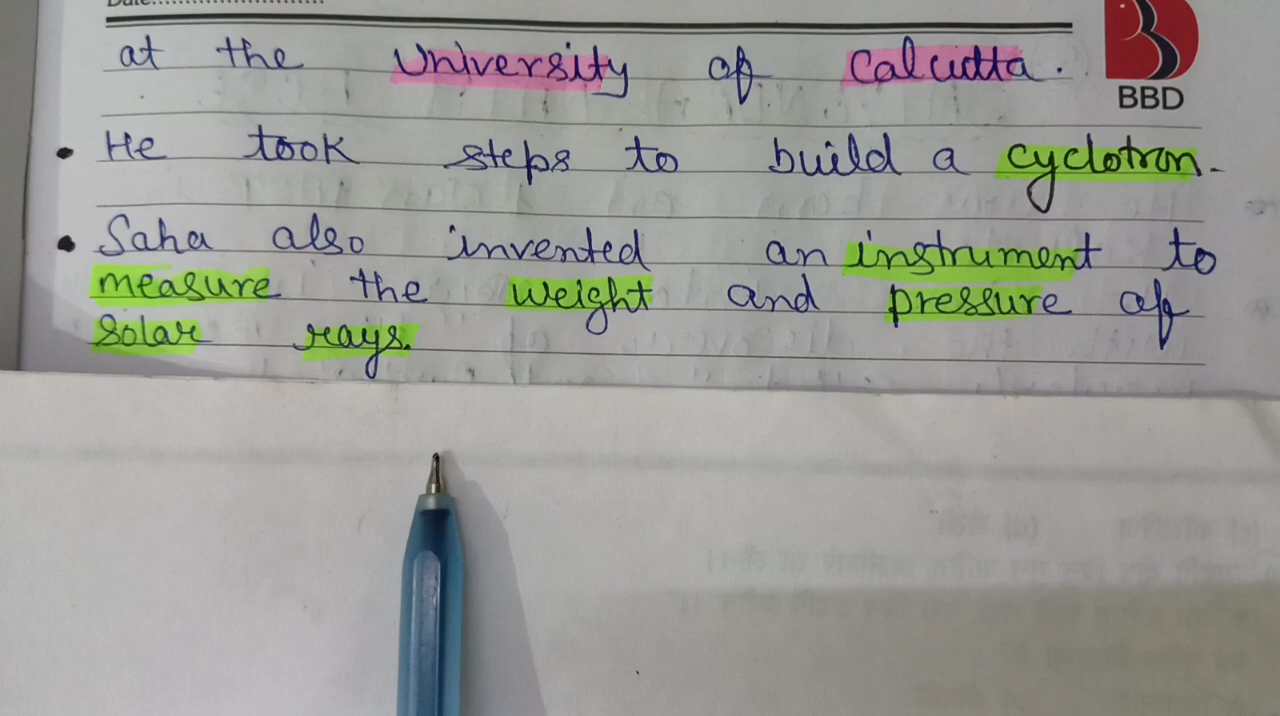 Date............................
at the University of Calcutta.
BBD
• He took steps to build a cyclotron.
• Saha also invented an instrument to
measure the weight and pressure of
solar rays.